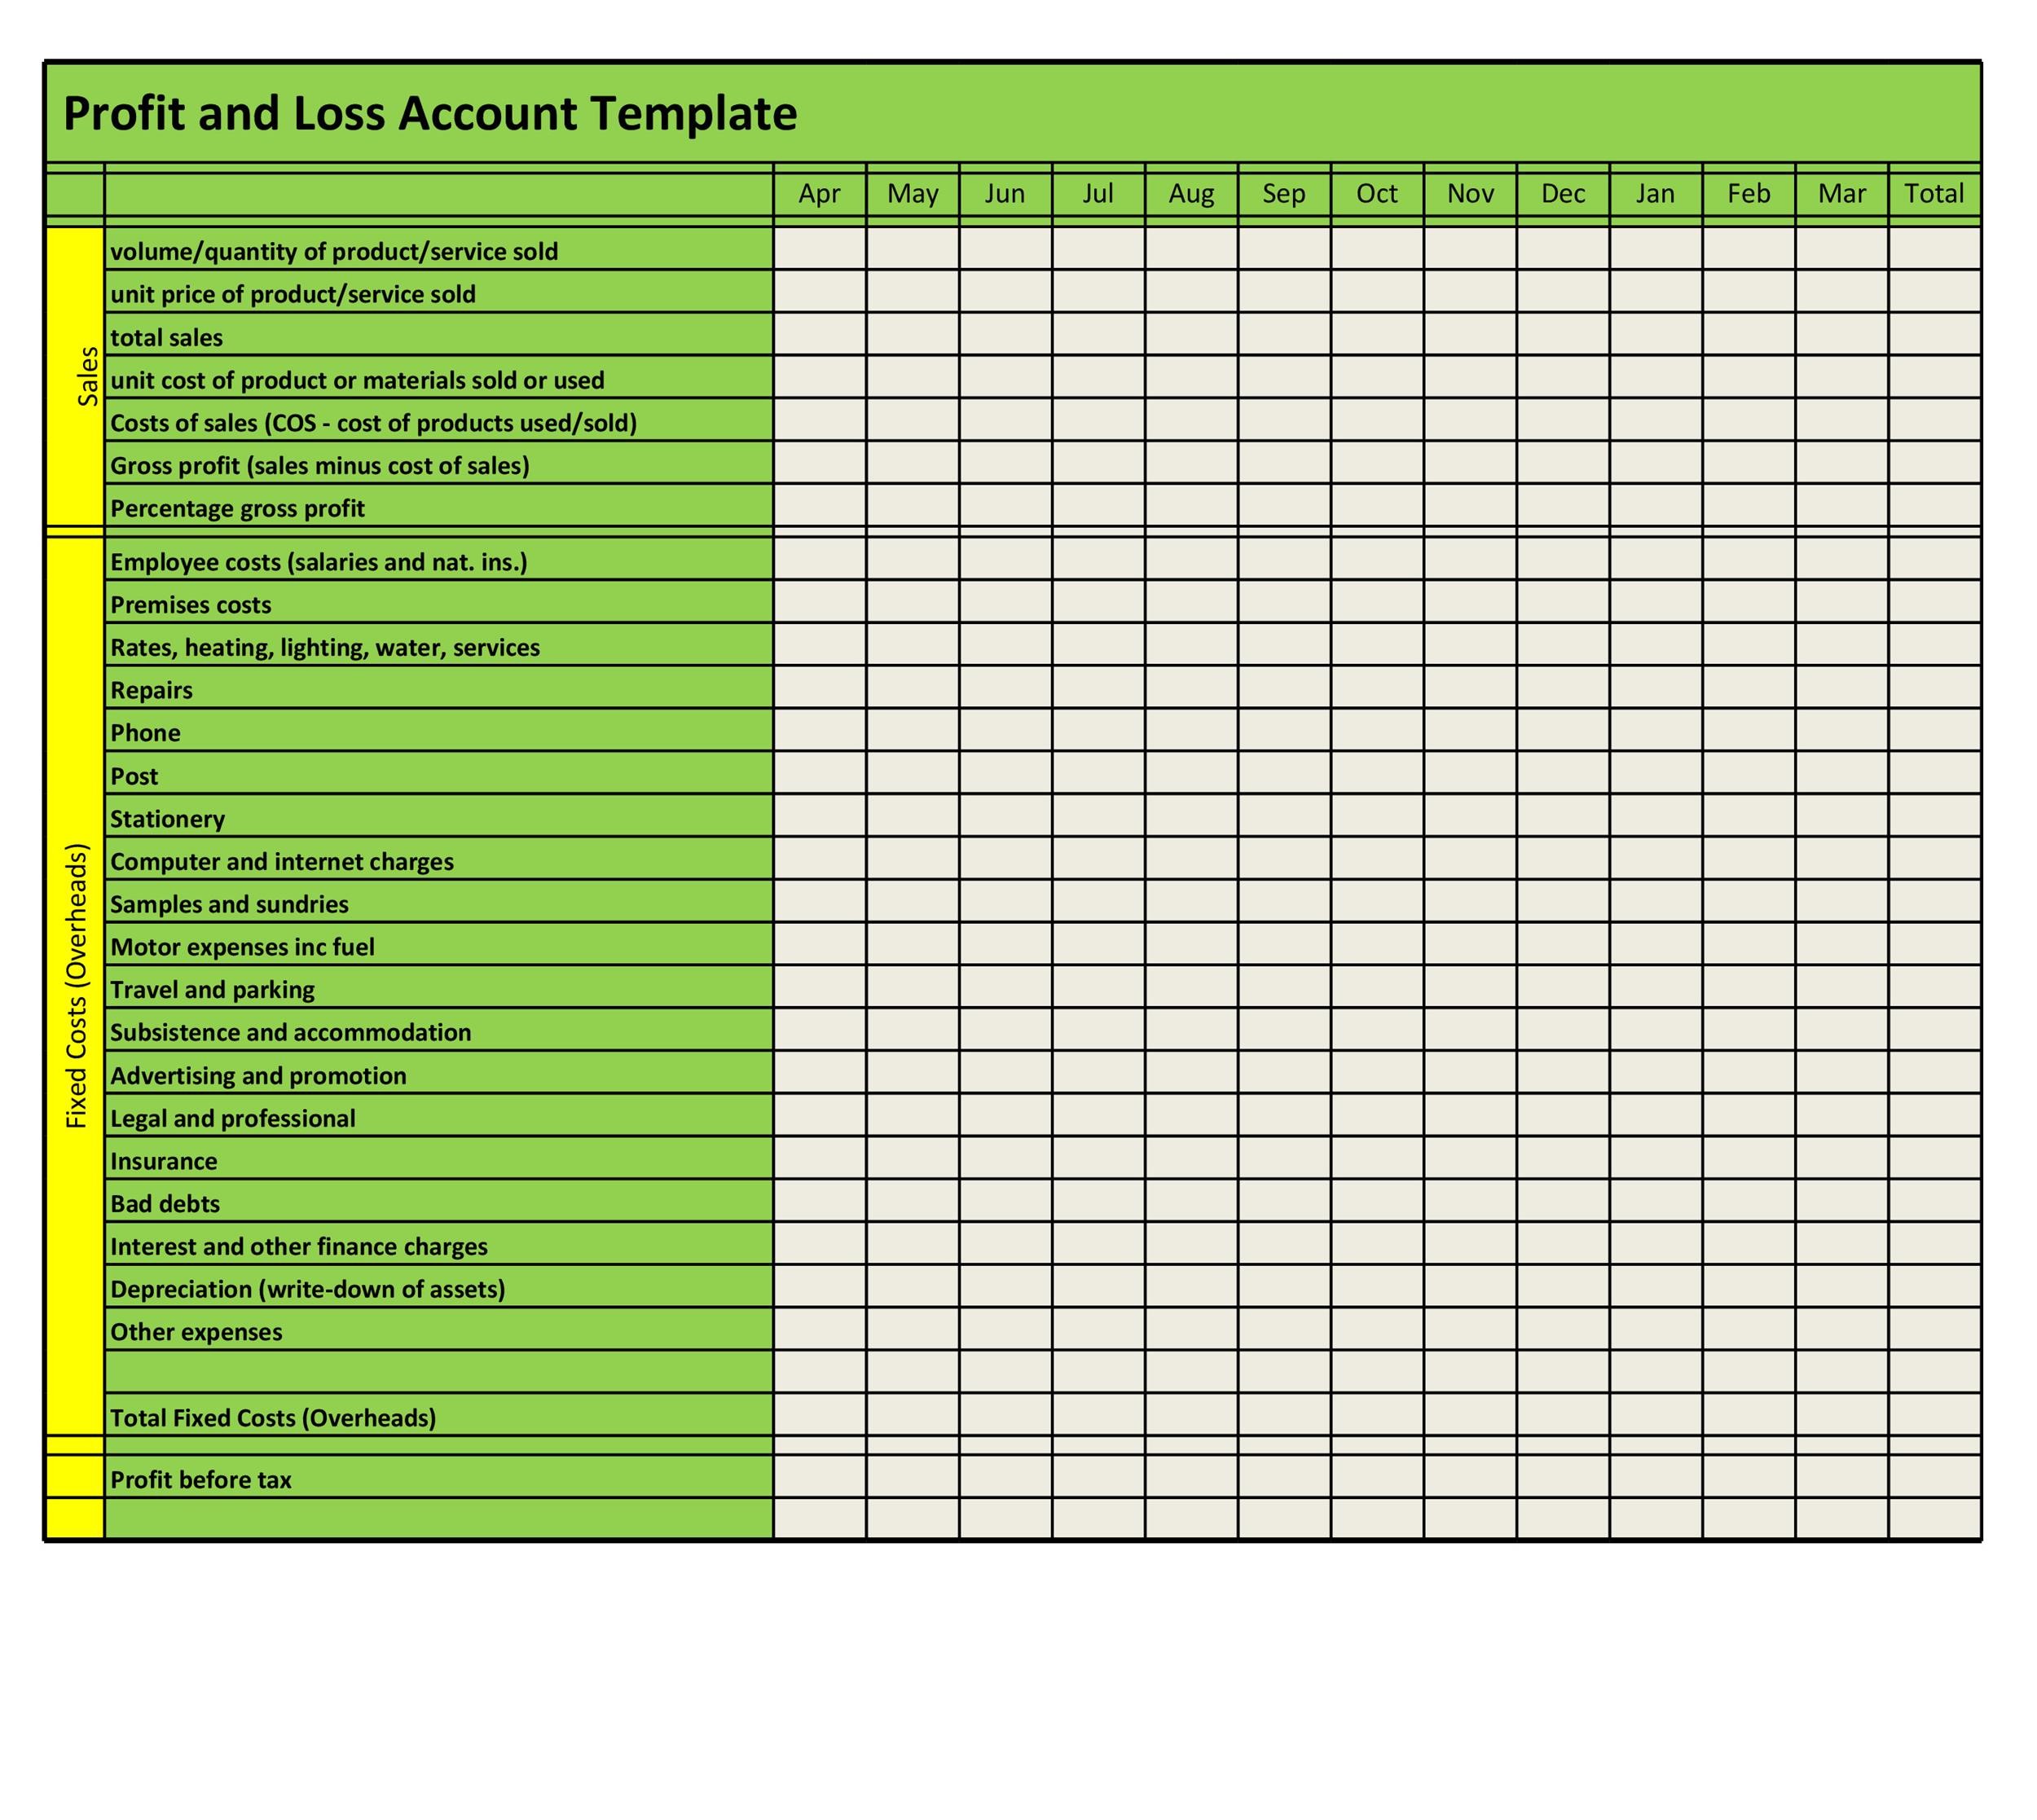 Profit and Loss Account Template
Apr May Jun Jul Aug Sep Oct Nov Dec Jan Feb Mar Total
Sales
volume/quantity of product/service sold
unit price of product/service sold
total sales
unit cost of product or materials sold or used
Costs of sales (COS - cost of products used/sold)
Gross profit (sales minus cost of sales)
Percentage gross profit
Fixed Costs (Overheads)
Employee costs (salaries and nat. ins.)
Premises costs
Rates, heating, lighting, water, services
Repairs
Phone
Post
Stationery
Computer and internet charges
Samples and sundries
Motor expenses inc fuel
Travel and parking
Subsistence and accommodation
Advertising and promotion
Legal and professional
Insurance
Bad debts
Interest and other finance charges
Depreciation (write-down of assets)
Other expenses
Total Fixed Costs (Overheads)
Profit before tax